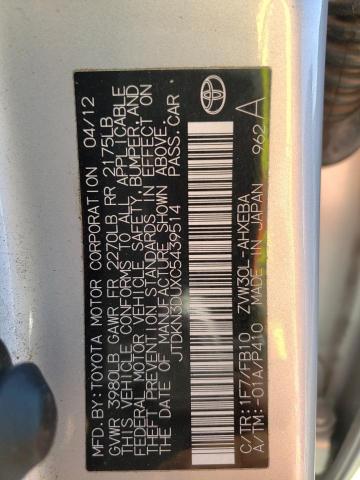 MFD. BY: TOYOTA MOTOR CORPORATION 04/12
GVWR 3980LB GAWR FR 2270LB RR 2175LB
THIS VEHICLE CONFORMS TO ALL APPLICABLE
FEDERAL MOTOR VEHICLE SAFETY, BUMPER, AND
THEFT PREVENTION STANDARDS IN EFFECT ON
THE DATE OF MANUFACTURE SHOWN ABOVE.
JTDKN3DUXC5439514 PASS. CAR
C/TR: 1F7/FB10 ZVW30L-AHXEBA
A/TM: -01A/P410 MADE IN JAPAN 962 A